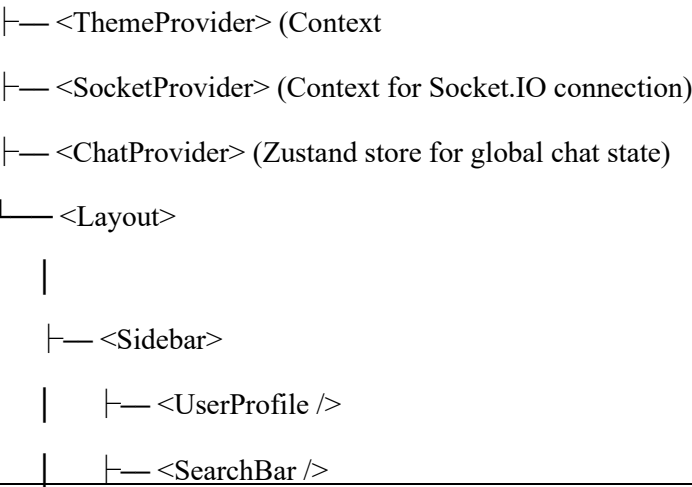 ├── <ThemeProvider> (Context
├── <SocketProvider> (Context for Socket.IO connection)
├── <ChatProvider> (Zustand store for global chat state)
└── <Layout>
│
├── <Sidebar>
│ ├── <UserProfile />
│ ├── <SearchBar />